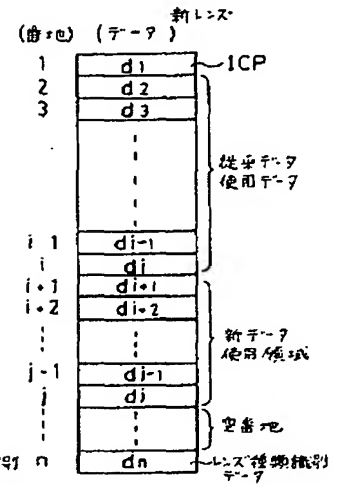 新レンズ
(番地) (データ)
1 d1 ICP
2 d2
3 d3
従来データ
使用データ
i-1 di-1
i di
i+1 di+1
i+2 di+2
新データ
使用領域
j-1 dj-1
j dj
空番地
別 n dn レンズ種類識別
データ